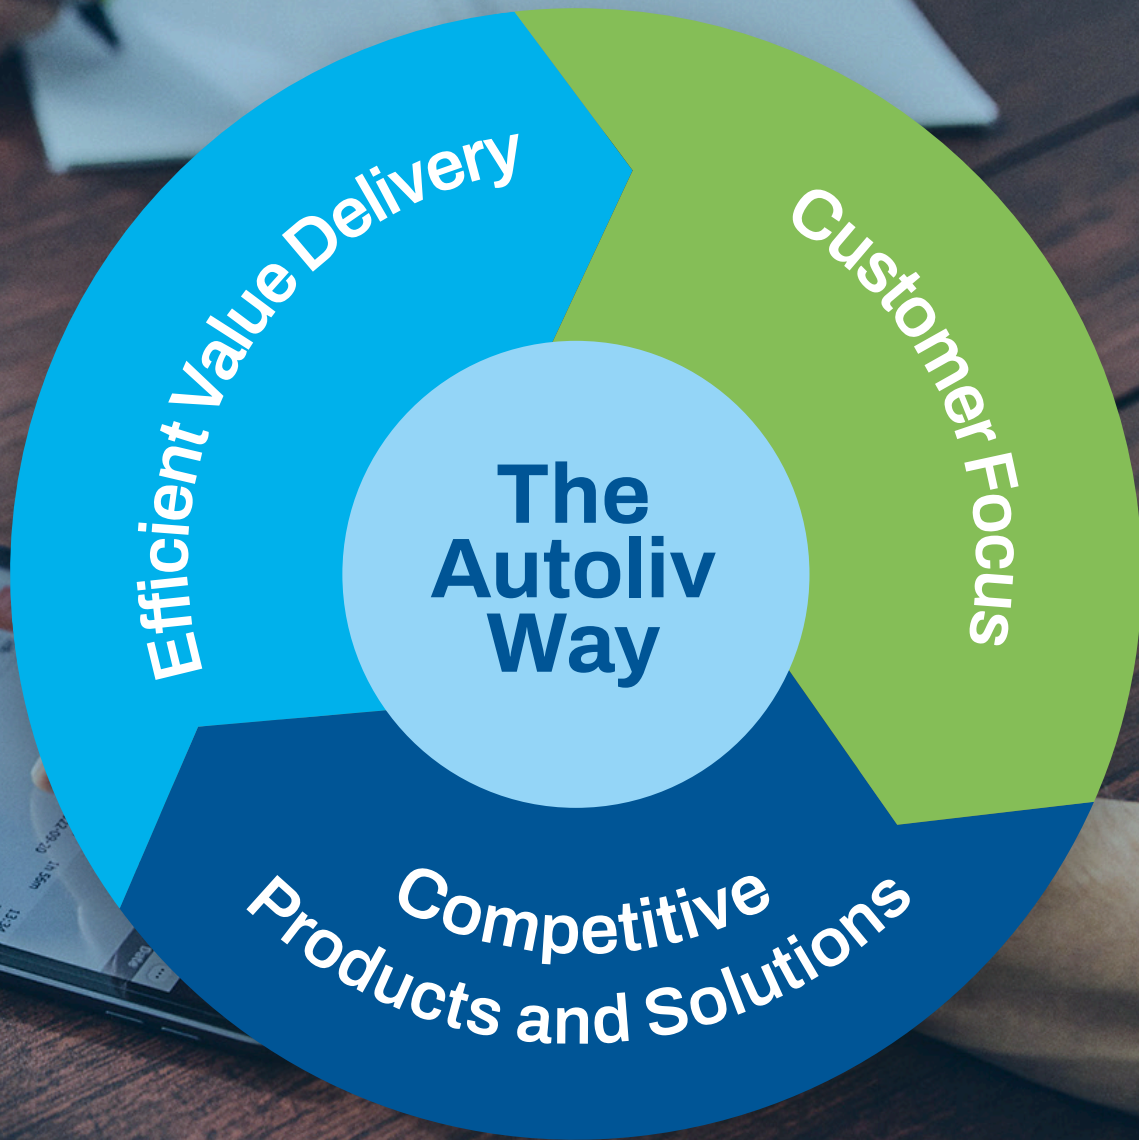 The
Autoliv
Way
Customer Focus
Competitive
Products and Solutions
Efficient Value Delivery